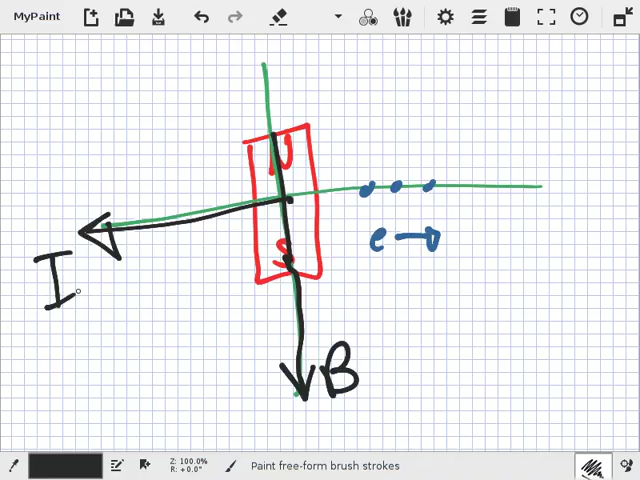 MyPaint
N
e
S
I
B
Z: 100.0%
R: +0.0°
Paint free-form brush strokes